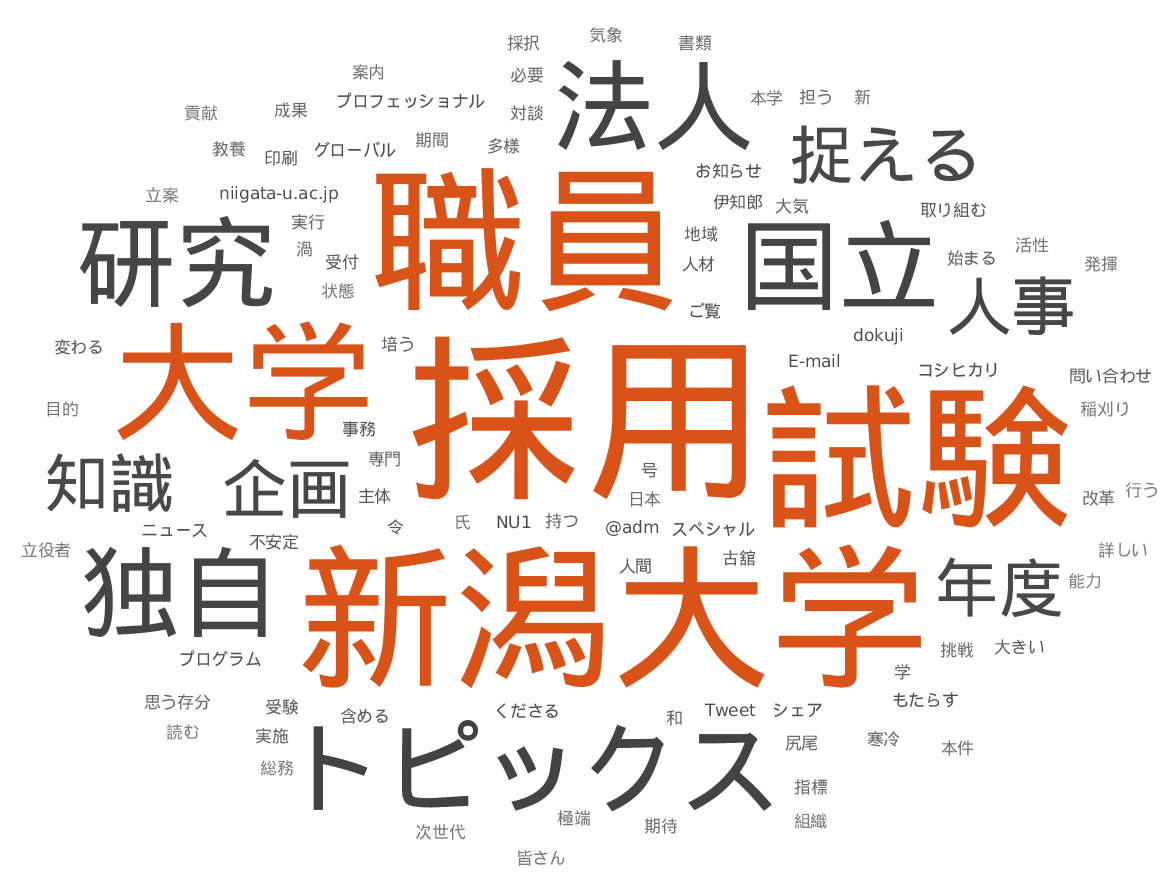 気象
採択
書類
案内
必要
プロフェッショナル
法人
本学
担う
新
貢献
成果
対談
期間
捉える
教養
印刷
グローバル
多様
お知らせ
立案
niigata-u.ac.jp
職員
伊知郎
大気
取り組む
実行
地域
国立
渦
研究
始まる
活性
受付
人材
発揮
状態
ご覧
人事
dokuji
変わる
培う
E-mail
コシヒカリ
問い合わせ
大学
採用
目的
稲刈り
事務
試験
専門
号
知識
企画
主体
日本
改革
行う
ニュース
令
氏
NU1
持つ
@adm
スペシャル
立役者
不安定
古舘
詳しい
人間
能力
独自
新潟大学
年度
プログラム
挑戦
大きい
学
思う存分
受験
含める
くださる
和
Tweet
シェア
もたらす
読む
実施
尻尾
寒冷
本件
総務
トピックス
指標
極端
組織
次世代
期待
皆さん